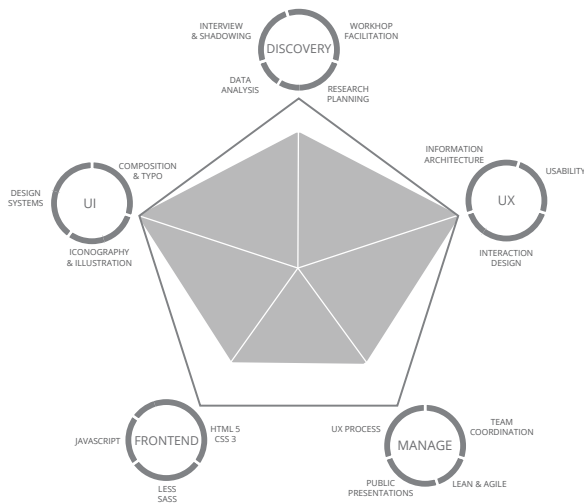 INTERVIEW
& SHADOWING
WORKHOP
FACILITATION
DISCOVERY
DATA
ANALYSIS
RESEARCH
PLANNING
COMPOSITION
& TYPO
DESIGN
SYSTEMS
UI
ICONOGRAPHY
& ILLUSTRATION
INFORMATION
ARCHITECTURE
USABILITY
UX
INTERACTION
DESIGN
JAVASCRIPT
FRONTEND
HTML 5
CSS 3
LESS
SASS
UX PROCESS
TEAM
COORDINATION
MANAGE
PUBLIC
PRESENTATIONS
LEAN & AGILE